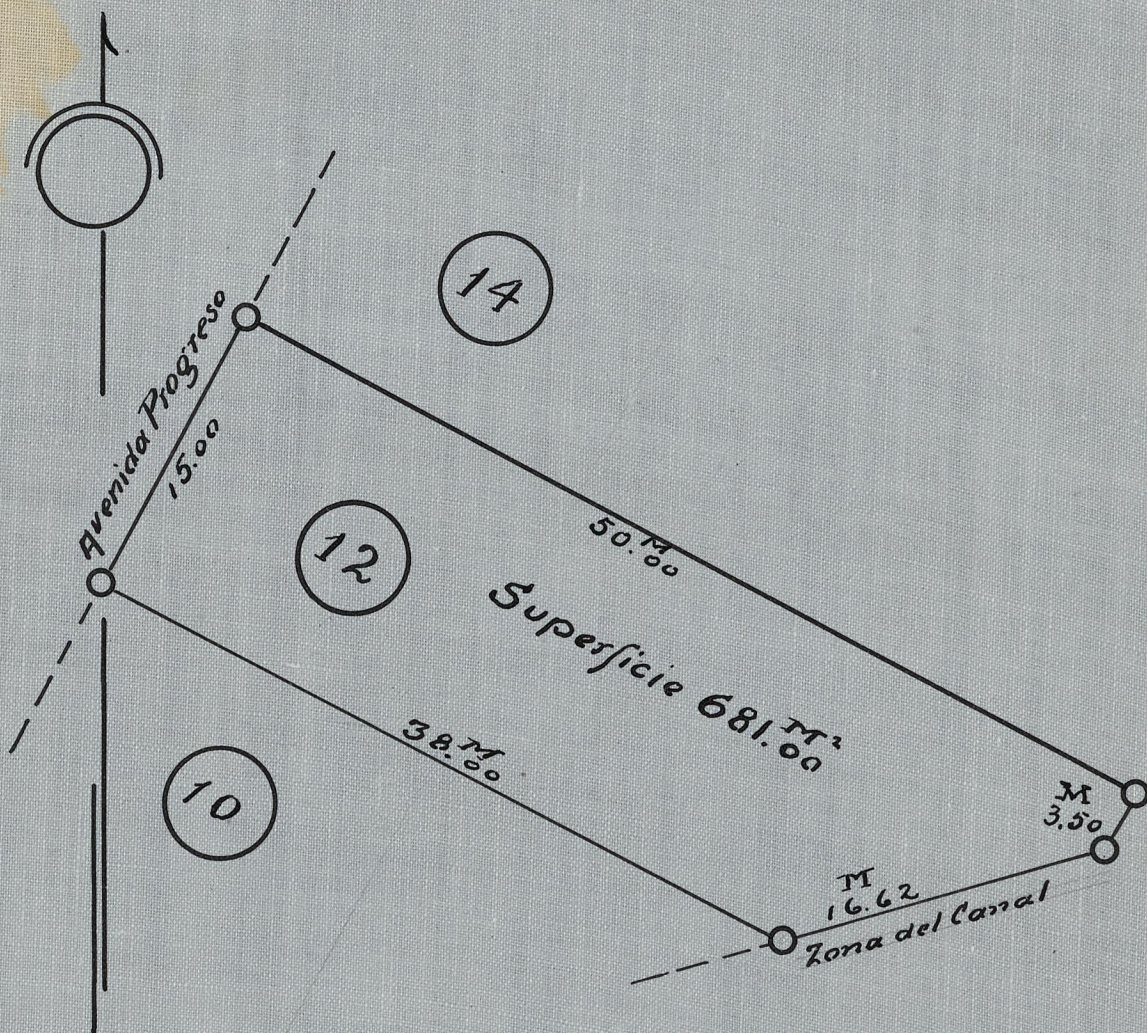 14
Avenida Progreso
15.00
12
50.00 M
Superficie 681.00 M²
38.00 M
10
M
3.50
M
16.62
Zona del Canal